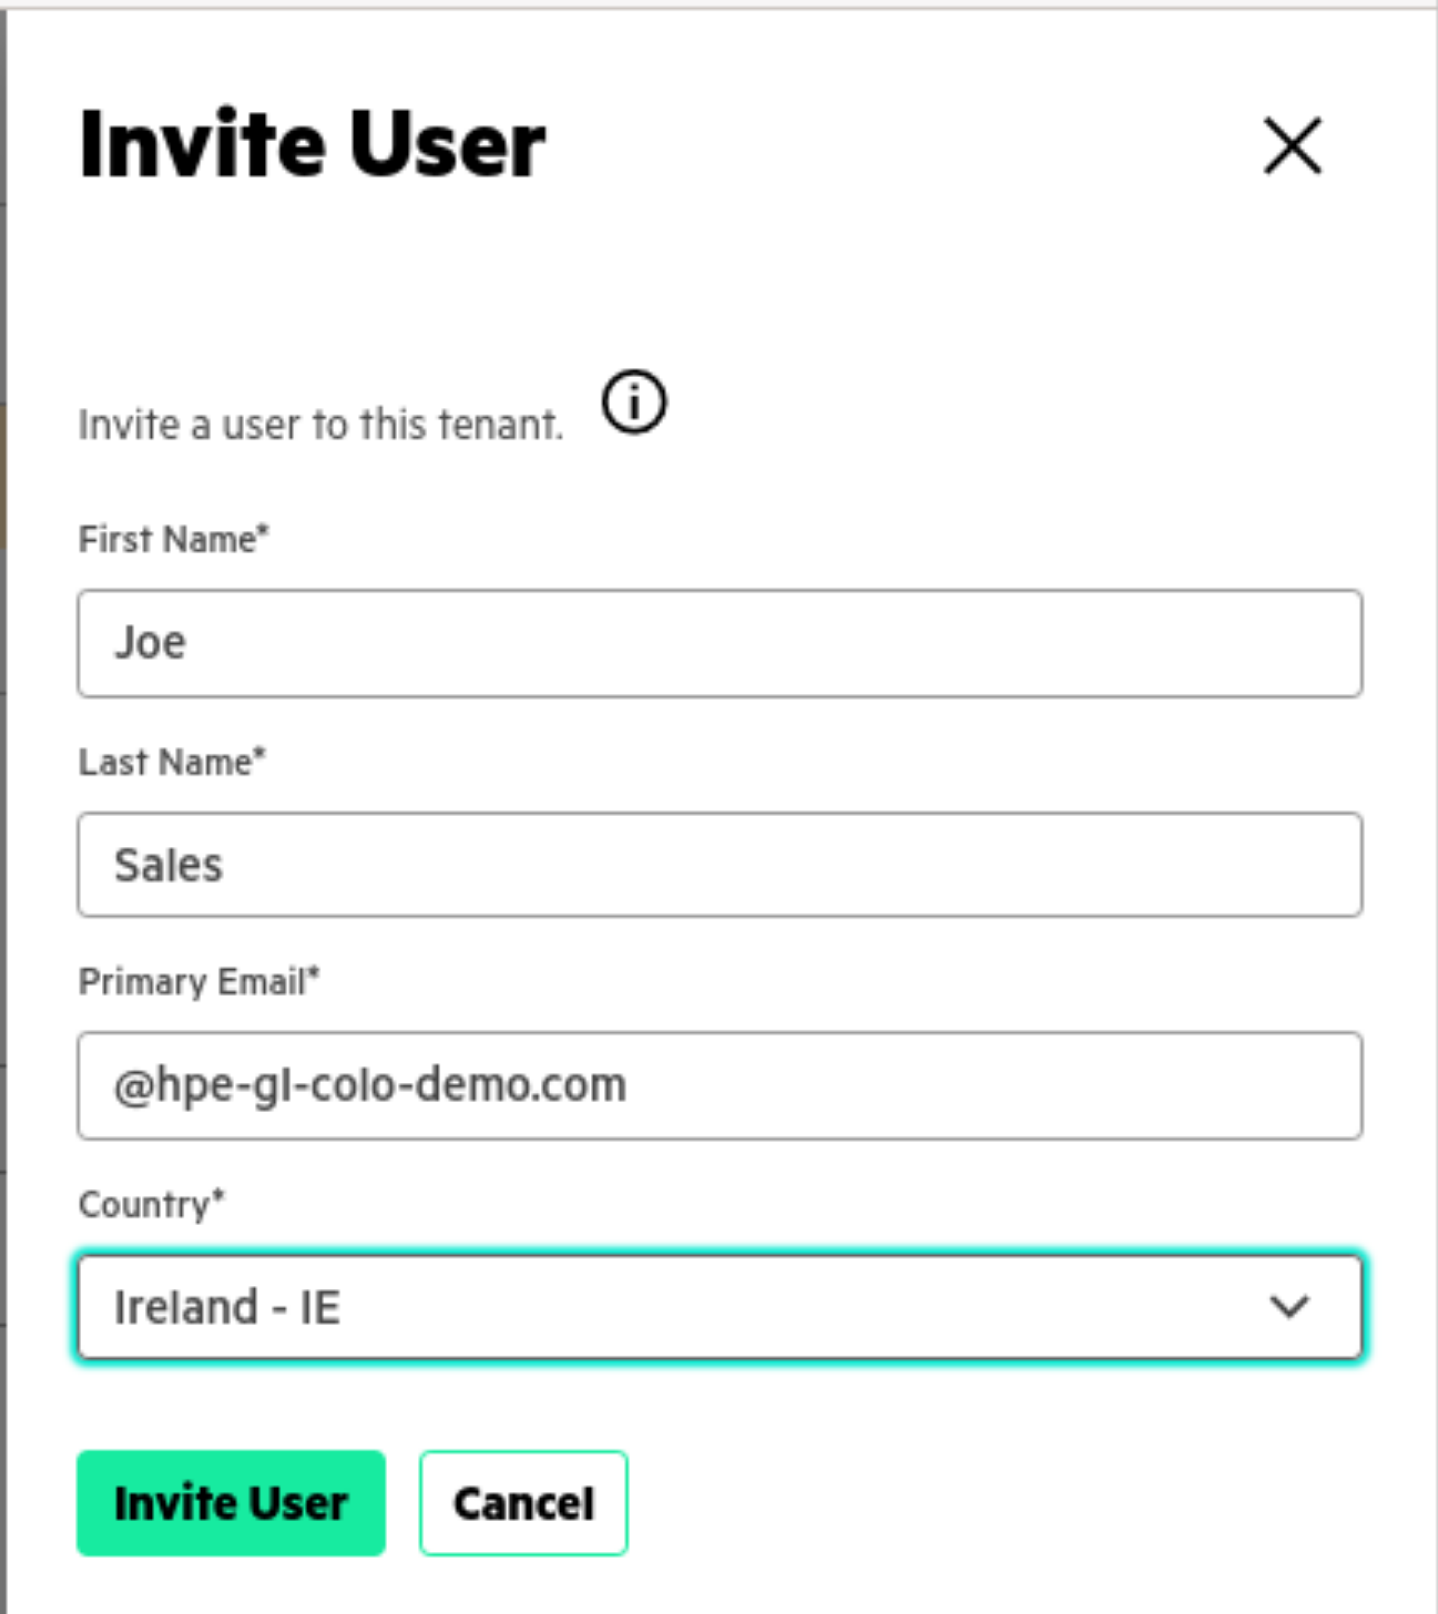 Invite User
Invite a user to this tenant.
First Name*
Joe
Last Name*
Sales
Primary Email*
@hpe-gl-colo-demo.com
Country*
Ireland - IE
Invite User
Cancel